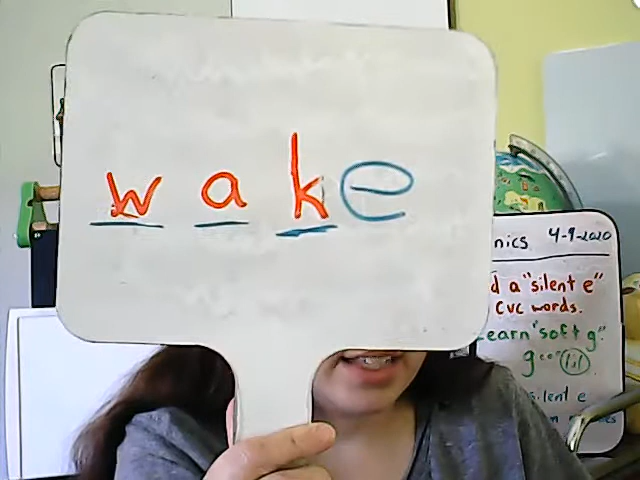 wake
nics 4-9-2020
d a "silent e"
cvc words.
earn "soft g".
silent e